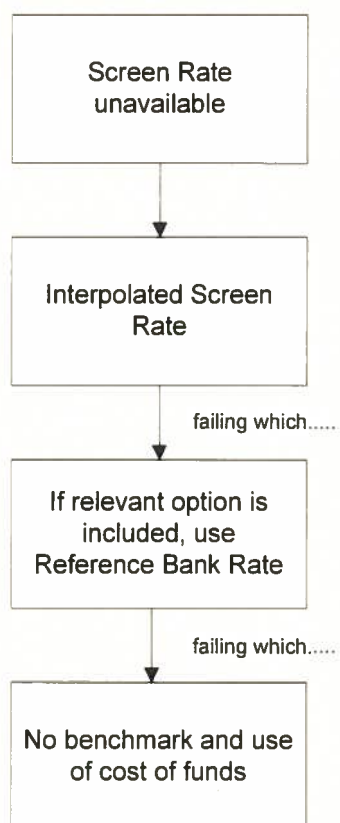 Screen Rate
unavailable
Interpolated Screen
Rate
failing which.....
If relevant option is
included, use
Reference Bank Rate
failing which.....
No benchmark and use
of cost of funds